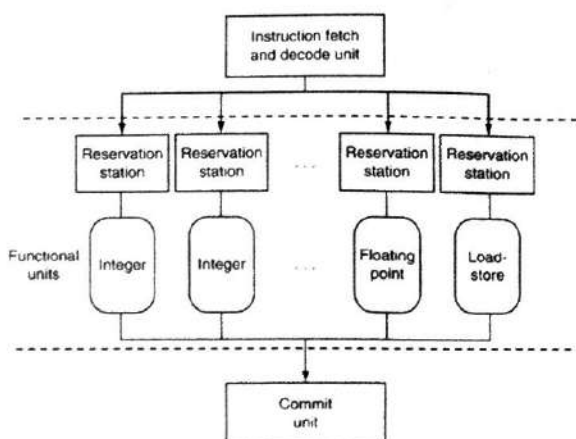 Instruction fetch
and decode unit
Reservation
station
Reservation
station
...
Reservation
station
Reservation
station
Functional
units
Integer
Integer
...
Floating
point
Load-
store
Commit
unit